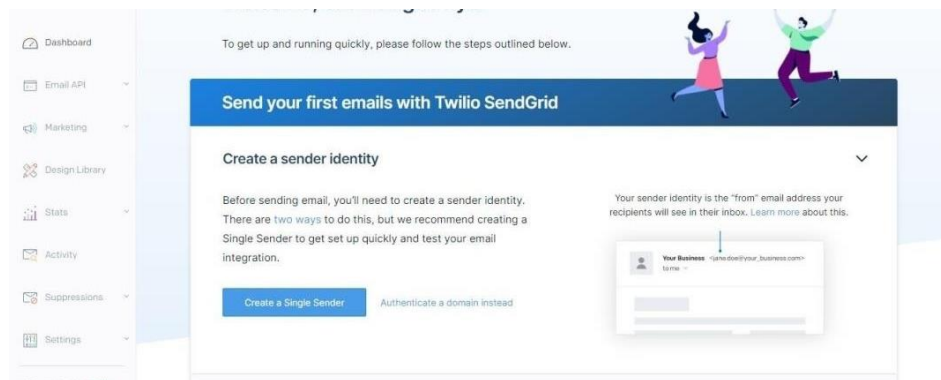 Dashboard
Email API
Marketing
Design Library
Stats
Activity
Suppressions
Settings
To get up and running quickly, please follow the steps outlined below.
Send your first emails with Twilio SendGrid
Create a sender identity
Before sending email, you'll need to create a sender identity.
There are two ways to do this, but we recommend creating a
Single Sender to get set up quickly and test your email
integration.
Create a Single Sender
Authenticate a domain instead
Your sender identity is the "from" email address your
recipients will see in their inbox. Learn more about this.
Your Business <jane.doe@your_business.com>
to me